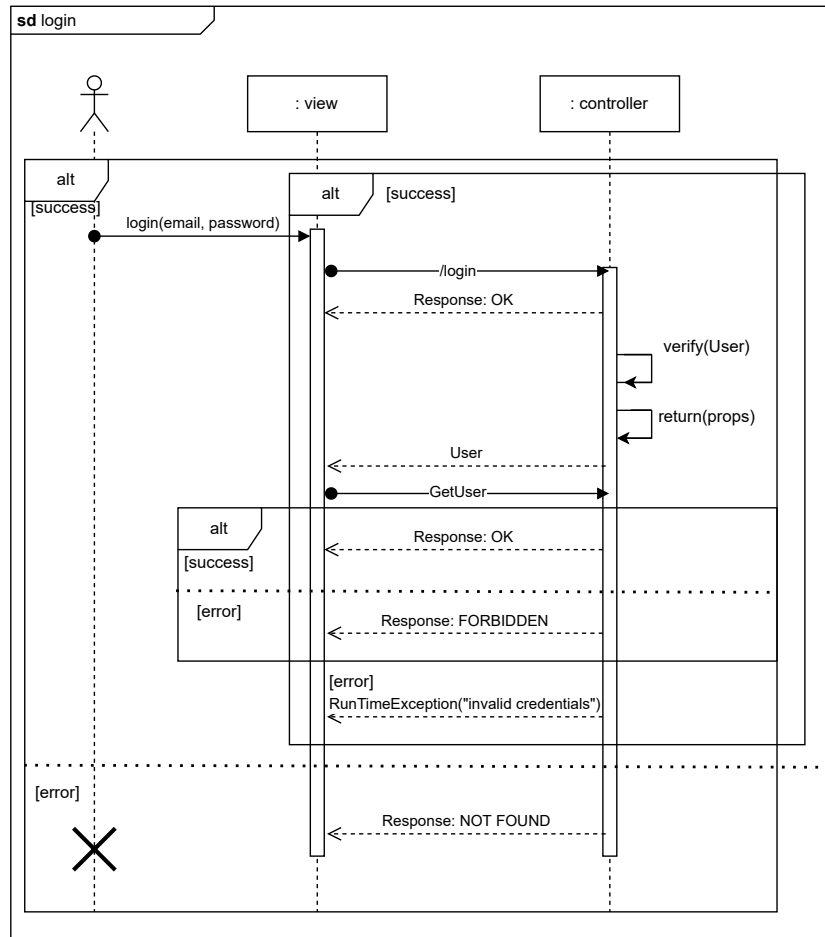 sd login
: view
: controller
alt
alt
[success]
[success]
login(email, password)
/login
Response: OK
verify(User)
return(props)
User
GetUser
alt
Response: OK
[success]
[error]
Response: FORBIDDEN
[error]
RunTimeException("invalid credentials")
[error]
Response: NOT FOUND